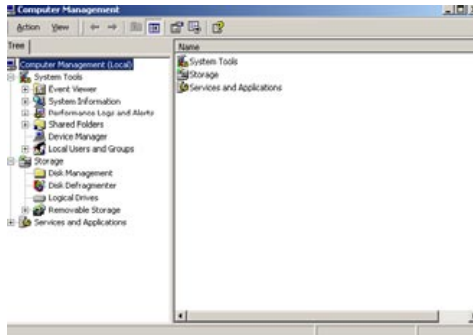 Computer Management
Action View
Tree
Name
Computer Management (Local)
System Tools
Event Viewer
System Information
Performance Logs and Alerts
Shared Folders
Device Manager
Local Users and Groups
Storage
Disk Management
Disk Defragmenter
Logical Drives
Removable Storage
Services and Applications
System Tools
Storage
Services and Applications